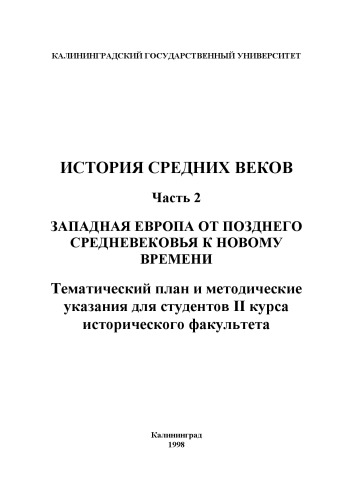 КАЛИНИНГРАДСКИЙ ГОСУДАРСТВЕННЫЙ УНИВЕРСИТЕТ
ИСТОРИЯ СРЕДНИХ ВЕКОВ
Часть 2
ЗАПАДНАЯ ЕВРОПА ОТ ПОЗДНЕГО
СРЕДНЕВЕКОВЬЯ К НОВОМУ
ВРЕМЕНИ
Тематический план и методические
указания для студентов II курса
исторического факультета
Калининград
1998